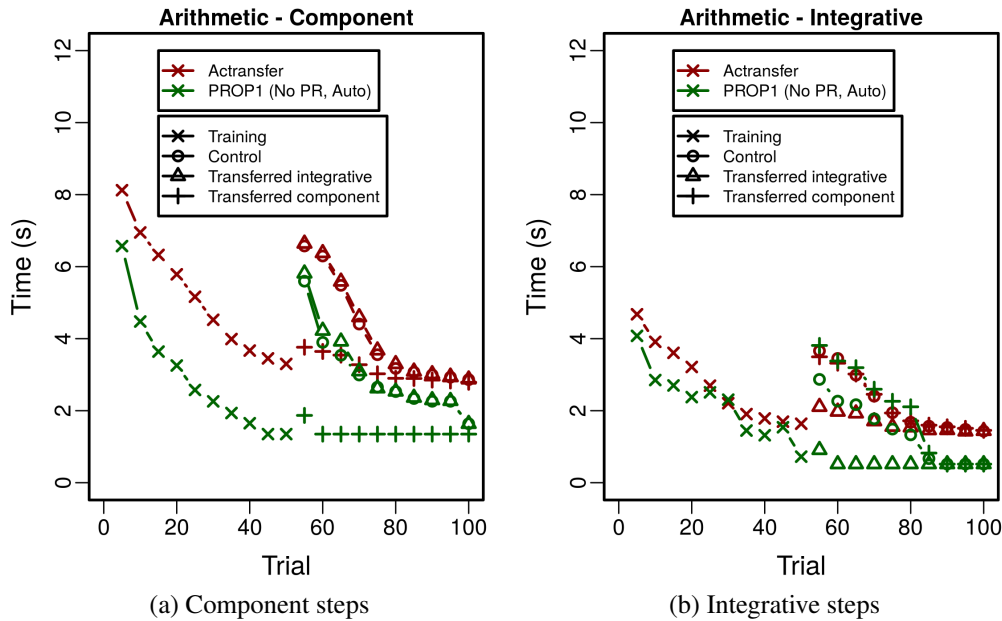 Arithmetic - Component
Time (s)
12
10
8
6
4
2
0
Actransfer
PROP1 (No PR, Auto)
Training
Control
Transferred integrative
Transferred component
0 20 40 60 80 100
Trial
(a) Component steps
Arithmetic - Integrative
Time (s)
12
10
8
6
4
2
0
Actransfer
PROP1 (No PR, Auto)
Training
Control
Transferred integrative
Transferred component
0 20 40 60 80 100
Trial
(b) Integrative steps